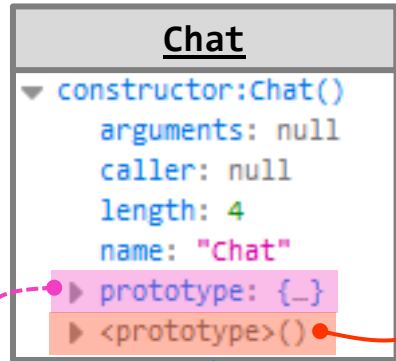 Chat
constructor:Chat()
arguments: null
caller: null
length: 4
name: "Chat"
prototype: {…}
<prototype>()